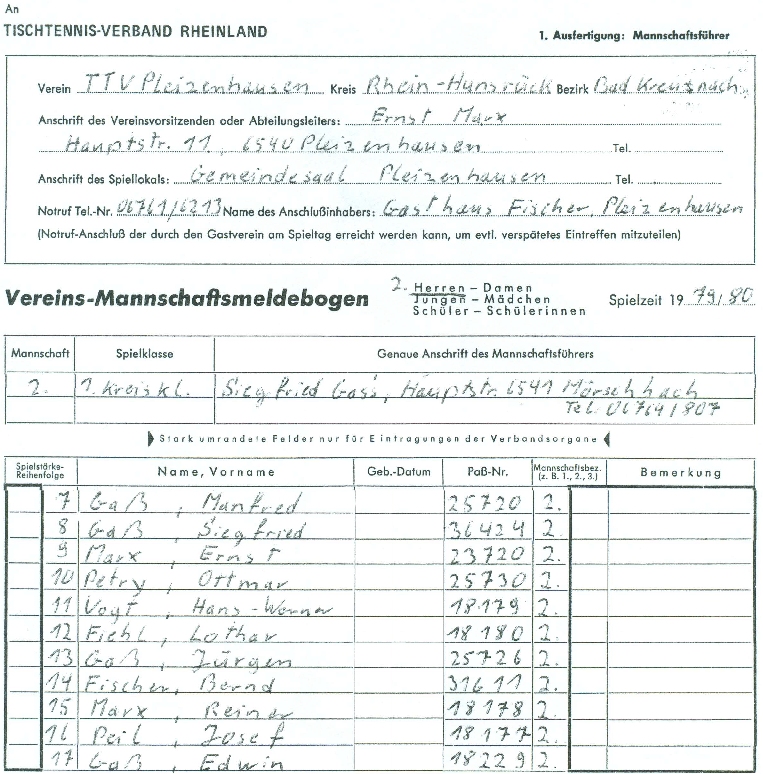 An
TISCHTENNIS-VERBAND RHEINLAND
1. Ausfertigung: Mannschaftsführer
Verein TTV Pleizenhausen Kreis Rhein-Hunsrück Bezirk Bad Kreuznach
Anschrift des Vereinsvorsitzenden oder Abteilungsleiters: Ernst Marx
Hauptstr. 11, 6540 Pleizenhausen Tel.
Anschrift des Spiellokals: Gemeindesaal Pleizenhausen Tel.
Notruf Tel.-Nr. 06761/6213 Name des Anschlußinhabers: Gasthaus Fischer, Pleizenhausen
(Notruf-Anschluß der durch den Gastverein am Spieltag erreicht werden kann, um evtl. verspätetes Eintreffen mitzuteilen)
Vereins-Mannschaftsmeldebogen 2. Herren – Damen
Jungen – Mädchen
Schüler – Schülerinnen
Spielzeit 19 79/80
Mannschaft Spielklasse Genaue Anschrift des Mannschaftsführers
2. 1. Kreiskl. Siegfried Gass, Hauptstr. 6541 Mörschbach
Tel. 06764/807
Stark umrandete Felder nur für Eintragungen der Verbandsorgane
Spielstärke-Reihenfolge Name, Vorname Geb.-Datum Paß-Nr. Mannschaftsbez. (z. B. 1., 2., 3.) Bemerkung
7 Gaß, Manfred 25720 2.
8 Gaß, Siegfried 36424 2.
9 Marx, Ernst 23720 2.
10 Petry, Ottmar 25730 2.
11 Vogt, Hans-Werner 18179 2.
12 Fiehl, Lothar 18180 2.
13 Gaß, Jürgen 25726 2.
14 Fischer, Bernd 31611 2.
15 Marx, Reiner 18178 2.
16 Peil, Josef 18177 2.
17 Gaß, Edwin 18229 2.